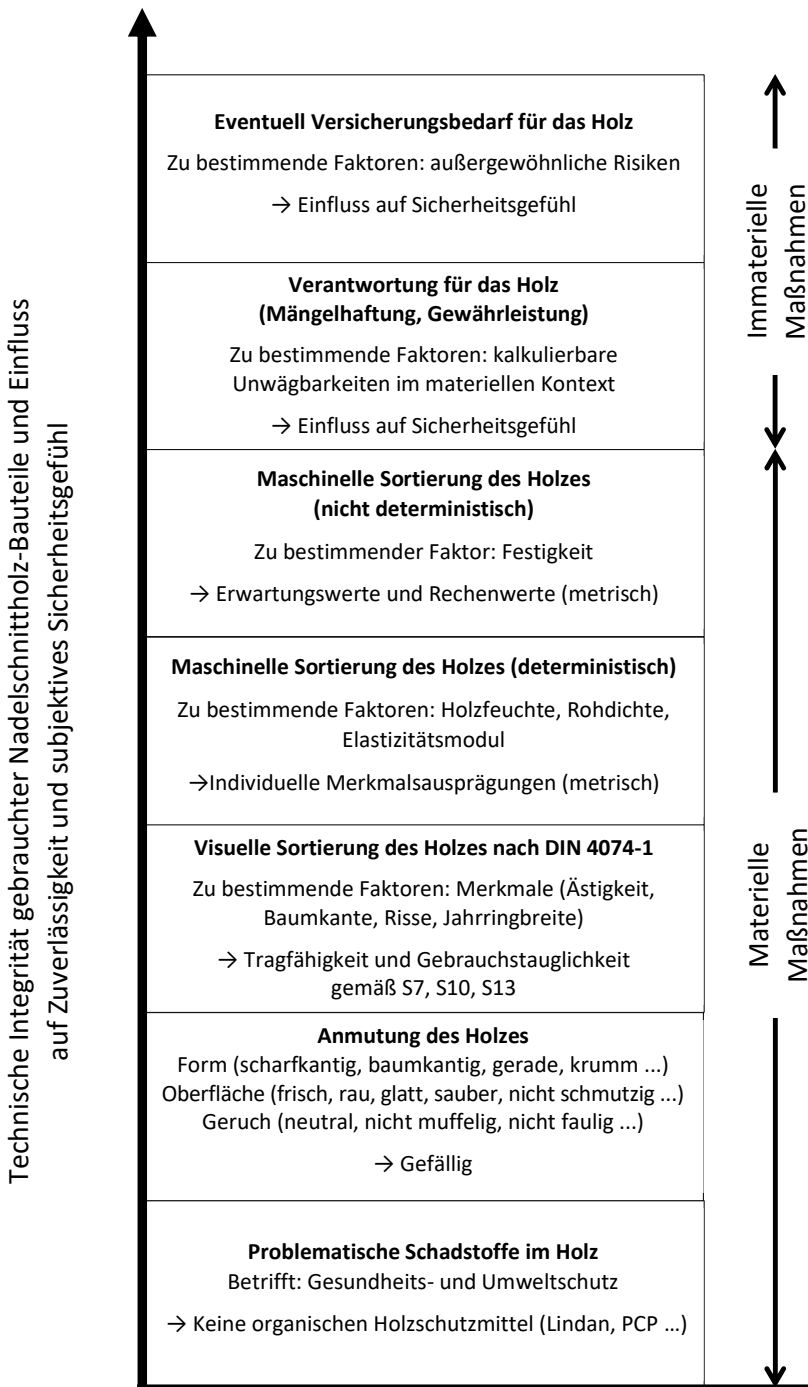 Technische Integrität gebrauchter Nadelschnittholz-Bauteile und Einfluss
auf Zuverlässigkeit und subjektives Sicherheitsgefühl
Eventuell Versicherungsbedarf für das Holz
Zu bestimmende Faktoren: außergewöhnliche Risiken
→ Einfluss auf Sicherheitsgefühl
Verantwortung für das Holz
(Mängelhaftung, Gewährleistung)
Zu bestimmende Faktoren: kalkulierbare
Unwägbarkeiten im materiellen Kontext
→ Einfluss auf Sicherheitsgefühl
Maschinelle Sortierung des Holzes
(nicht deterministisch)
Zu bestimmender Faktor: Festigkeit
→ Erwartungswerte und Rechenwerte (metrisch)
Maschinelle Sortierung des Holzes (deterministisch)
Zu bestimmende Faktoren: Holzfeuchte, Rohdichte,
Elastizitätsmodul
→Individuelle Merkmalsausprägungen (metrisch)
Visuelle Sortierung des Holzes nach DIN 4074-1
Zu bestimmende Faktoren: Merkmale (Ästigkeit,
Baumkante, Risse, Jahrringbreite)
→ Tragfähigkeit und Gebrauchstauglichkeit
gemäß S7, S10, S13
Anmutung des Holzes
Form (scharfkantig, baumkantig, gerade, krumm ...)
Oberfläche (frisch, rau, glatt, sauber, nicht schmutzig ...)
Geruch (neutral, nicht muffelig, nicht faulig ...)
→ Gefällig
Problematische Schadstoffe im Holz
Betrifft: Gesundheits- und Umweltschutz
→ Keine organischen Holzschutzmittel (Lindan, PCP ...)
Immaterielle
Maßnahmen
Materielle
Maßnahmen